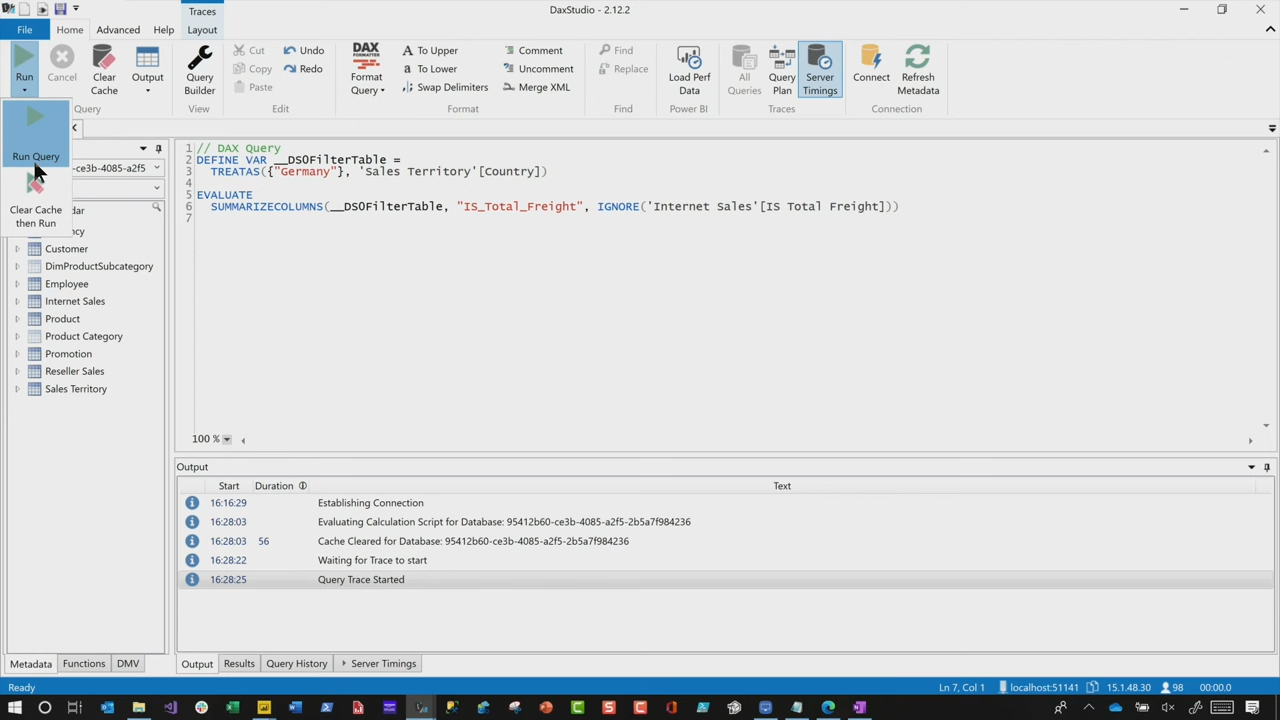 Traces
DaxStudio - 2.12.2
File
Home
Advanced
Help
Layout
Run
Cancel
Clear
Cache
Output
Query
Builder
Cut
Copy
Paste
Undo
Redo
DAX
FORMATTER
Format
Query
To Upper
To Lower
Swap Delimiters
Comment
Uncomment
Merge XML
Find
Replace
Load Perf
Data
All
Queries
Query
Plan
Server
Timings
Connect
Refresh
Metadata
Query
View
Edit
Format
Find
Power BI
Traces
Connection
Run Query
Clear Cache
then Run
-ce3b-4085-a2f5
dar
ncy
Customer
DimProductSubcategory
Employee
Internet Sales
Product
Product Category
Promotion
Reseller Sales
Sales Territory
1 // DAX Query
2 DEFINE VAR __DS0FilterTable =
3 TREATAS({"Germany"}, 'Sales Territory'[Country])
4
5 EVALUATE
6 SUMMARIZECOLUMNS(__DS0FilterTable, "IS_Total_Freight", IGNORE('Internet Sales'[IS Total Freight]))
7
100 %
Output
Start Duration Text
16:16:29 Establishing Connection
16:28:03 Evaluating Calculation Script for Database: 95412b60-ce3b-4085-a2f5-2b5a7f984236
16:28:03 56 Cache Cleared for Database: 95412b60-ce3b-4085-a2f5-2b5a7f984236
16:28:22 Waiting for Trace to start
16:28:25 Query Trace Started
Metadata
Functions
DMV
Output
Results
Query History
Server Timings
Ready
Ln 7, Col 1
localhost:51141
15.1.48.30
98
00:00.0